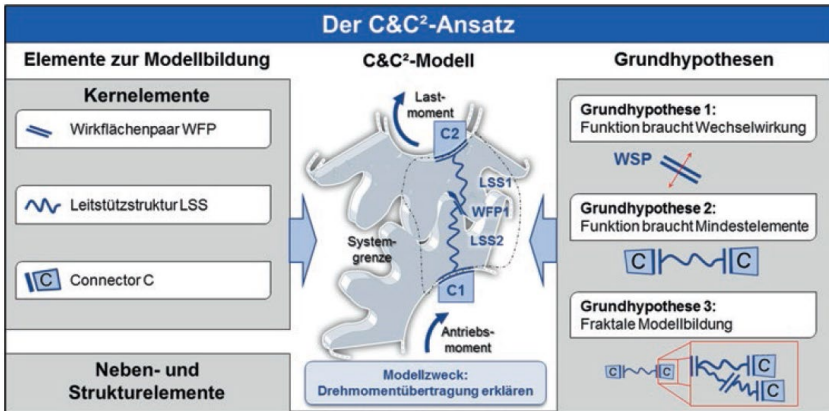 Der C&C²-Ansatz
Elemente zur Modellbildung
Kernelemente
Wirkflächenpaar WFP
Leitstützstruktur LSS
C
Connector C
Neben- und
Strukturelemente
C&C²-Modell
Last-
moment
C2
LSS1
WFP1
LSS2
System-
grenze
C1
Antriebs-
moment
Modellzweck:
Drehmomentübertragung erklären
Grundhypothesen
Grundhypothese 1:
Funktion braucht Wechselwirkung
WSP
Grundhypothese 2:
Funktion braucht Mindestelemente
C C
Grundhypothese 3:
Fraktale Modellbildung
C C
C
C